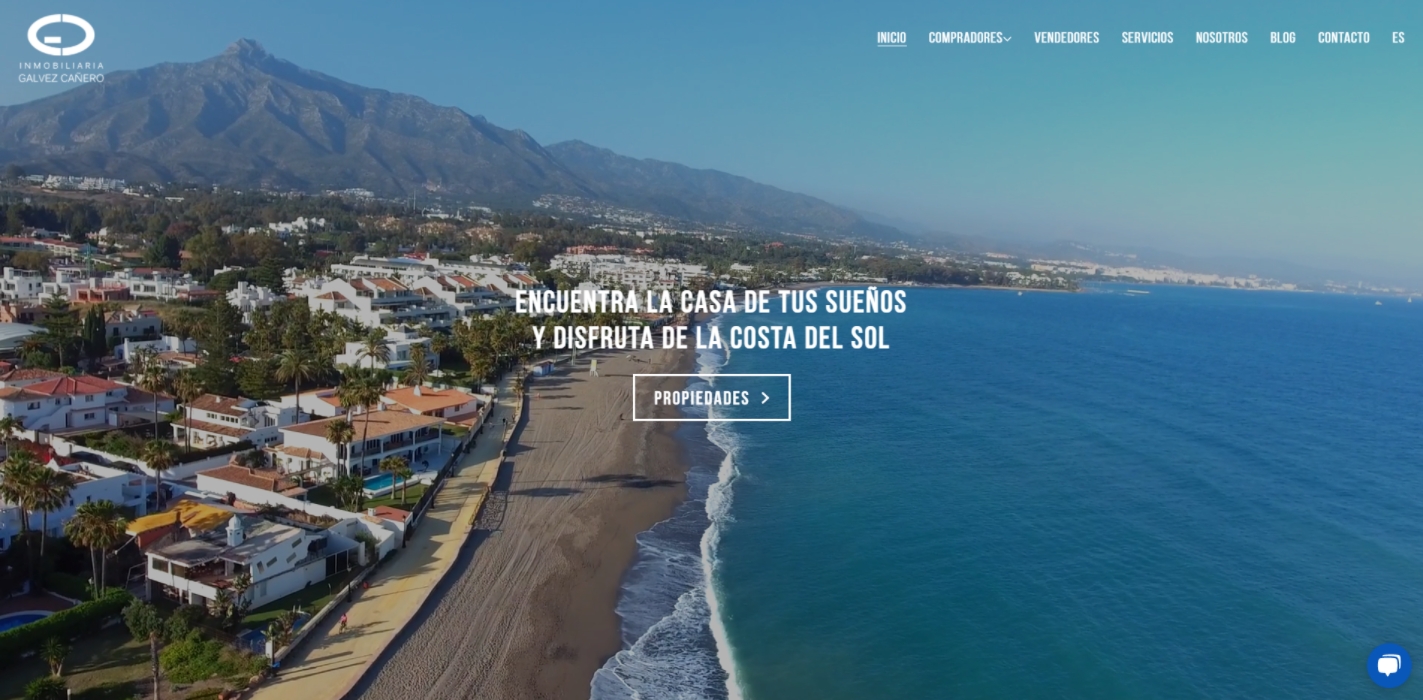 INMOBILIARIA
GALVEZ CAÑERO
INICIO
COMPRADORES
VENDEDORES
SERVICIOS
NOSOTROS
BLOG
CONTACTO
ES
ENCUENTRA LA CASA DE TUS SUEÑOS
Y DISFRUTA DE LA COSTA DEL SOL
PROPIEDADES